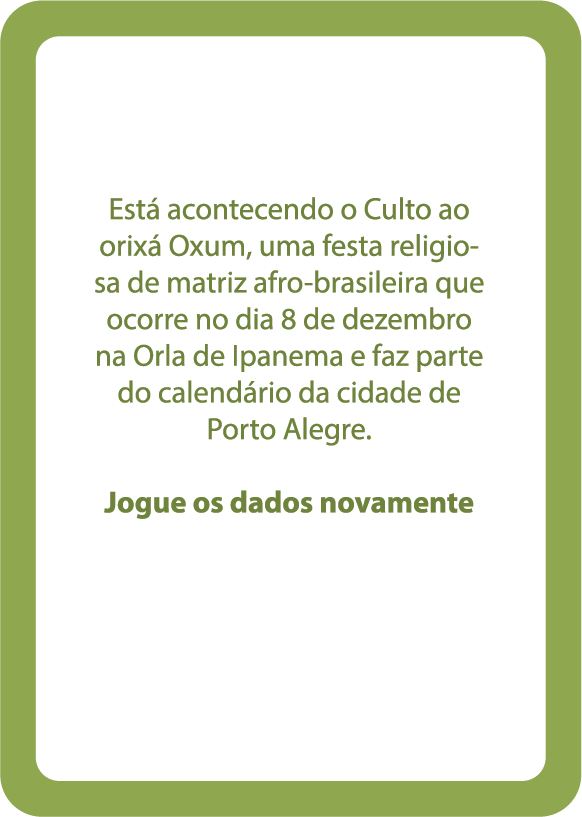 Está acontecendo o Culto ao
orixá Oxum, uma festa religio-
sa de matriz afro-brasileira que
ocorre no dia 8 de dezembro
na Orla de Ipanema e faz parte
do calendário da cidade de
Porto Alegre.
Jogue os dados novamente